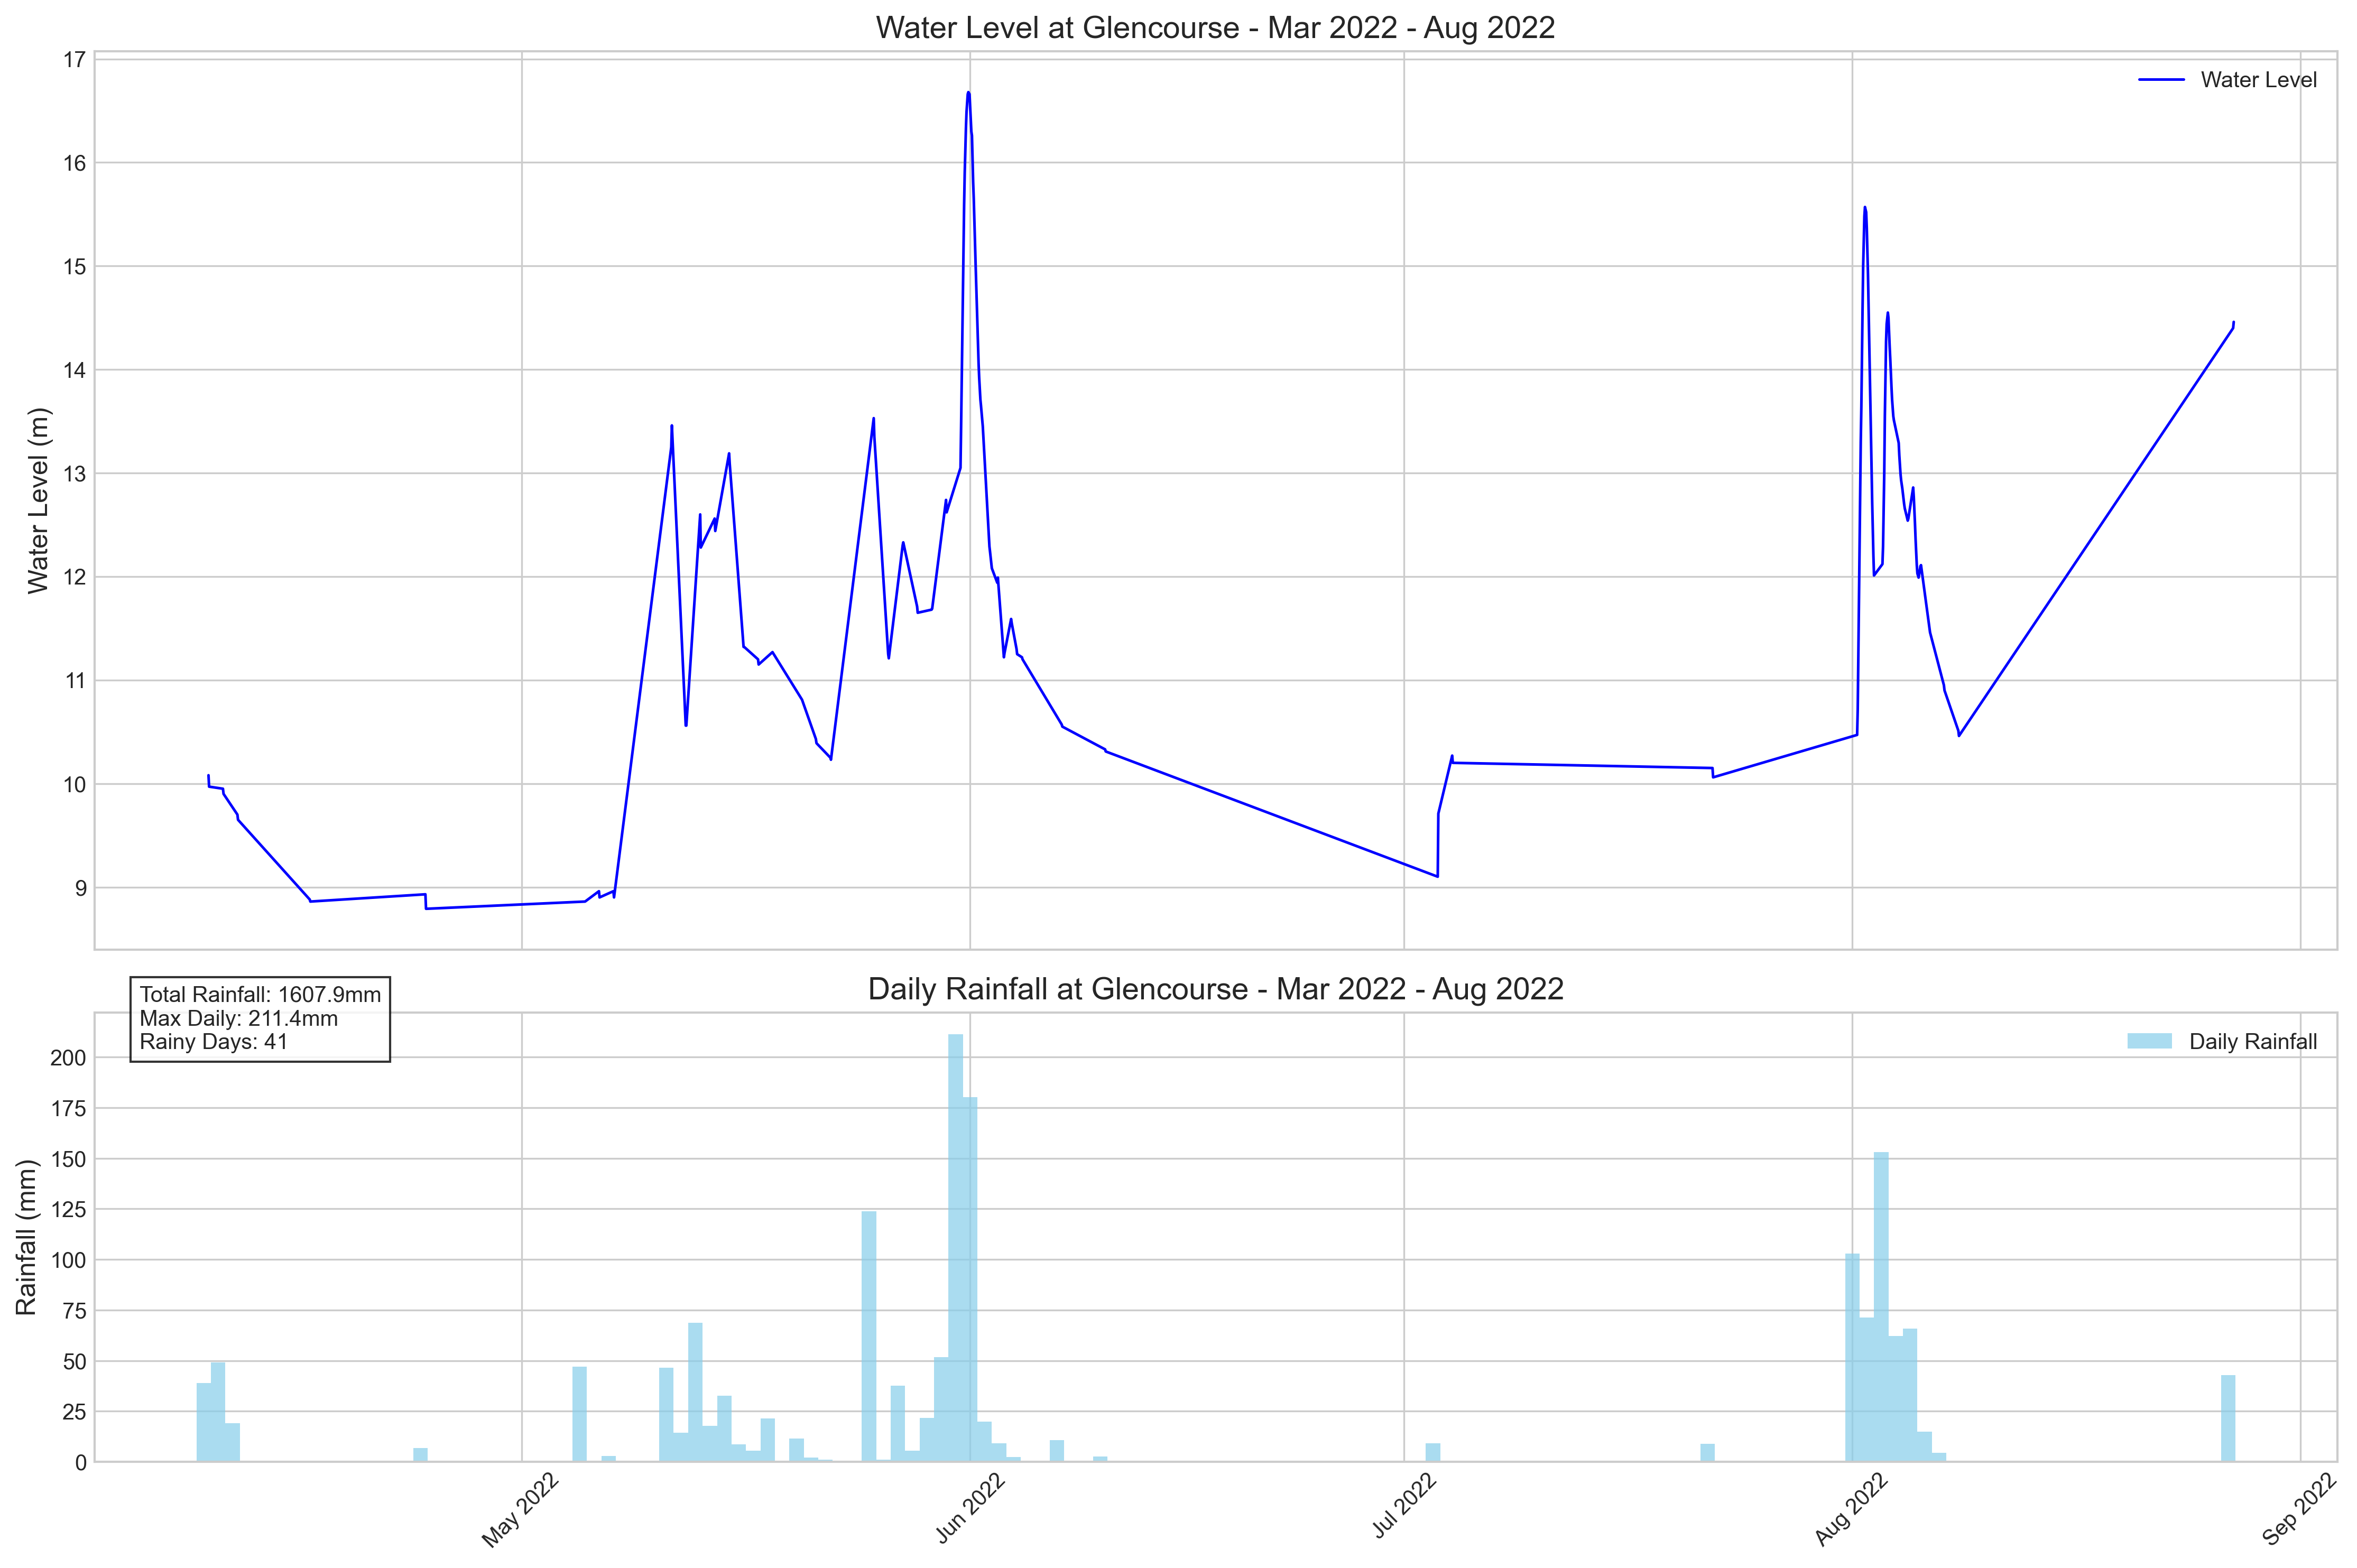 Water Level at Glencourse - Mar 2022 - Aug 2022
Water Level
17
16
15
14
13
12
11
10
9
Water Level (m)
Total Rainfall: 1607.9mm
Max Daily: 211.4mm
Rainy Days: 41
Daily Rainfall at Glencourse - Mar 2022 - Aug 2022
Daily Rainfall
200
175
150
125
100
75
50
25
0
Rainfall (mm)
May 2022
Jun 2022
Jul 2022
Aug 2022
Sep 2022